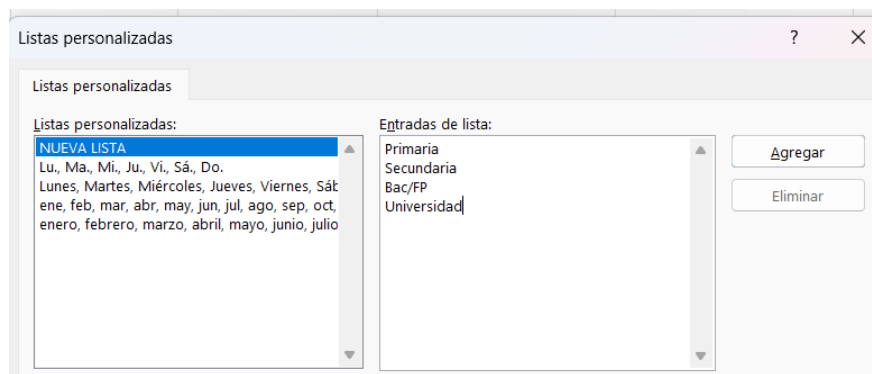 Listas personalizadas
?
Listas personalizadas
Listas personalizadas:
NUEVA LISTA
Lu., Ma., Mi., Ju., Vi., Sá., Do.
Lunes, Martes, Miércoles, Jueves, Viernes, Sáb
ene, feb, mar, abr, may, jun, jul, ago, sep, oct,
enero, febrero, marzo, abril, mayo, junio, julio
Entradas de lista:
Primaria
Secundaria
Bac/FP
Universidad
Agregar
Eliminar